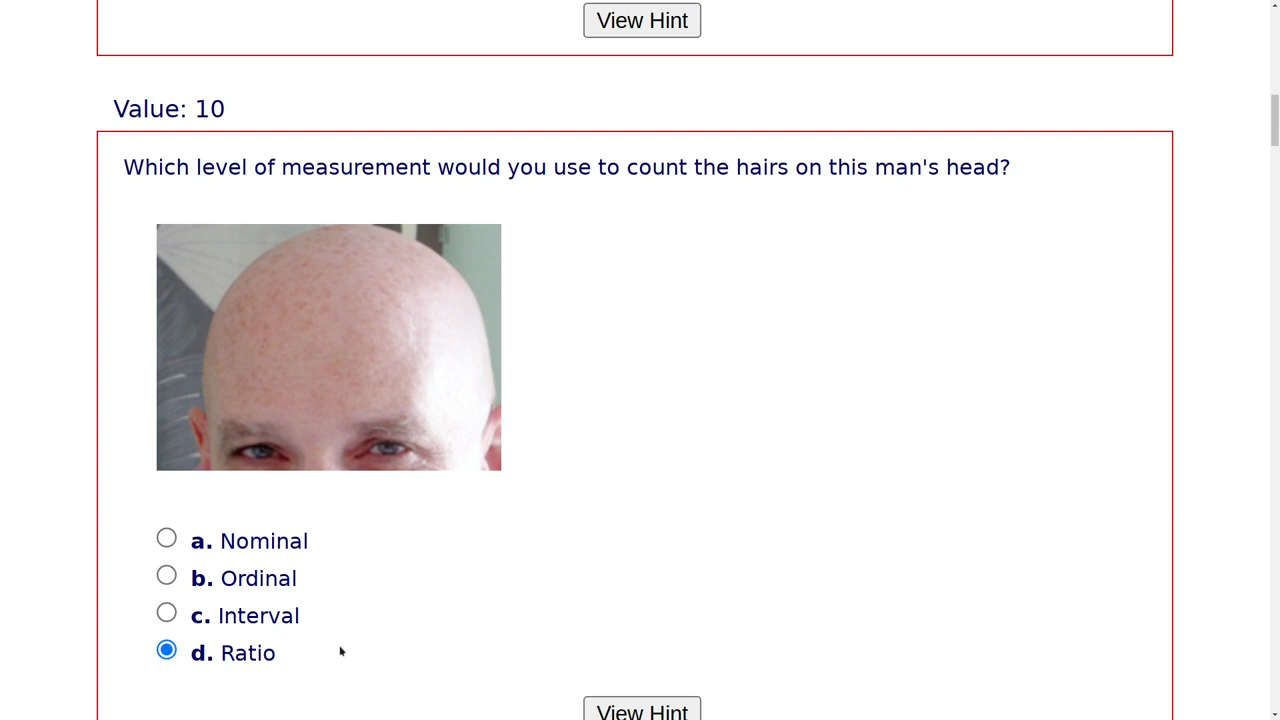 View Hint
Value: 10
Which level of measurement would you use to count the hairs on this man's head?
a. Nominal
b. Ordinal
c. Interval
d. Ratio
View Hint